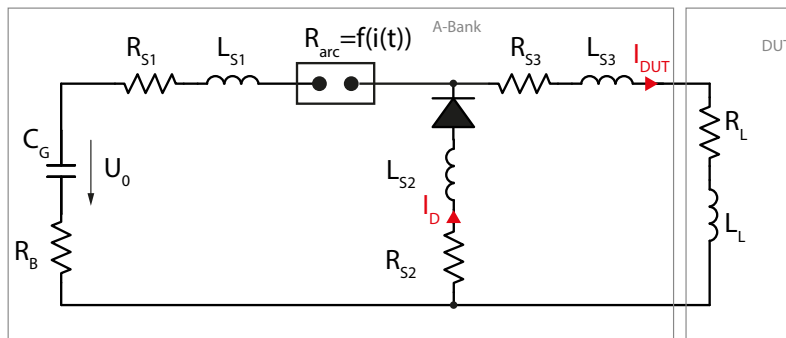 A-Bank
R_S1
L_S1
R_arc=f(i(t))
R_S3
L_S3
I_DUT
DUT
C_G
U_0
R_L
L_S2
I_D
L_L
R_B
R_S2